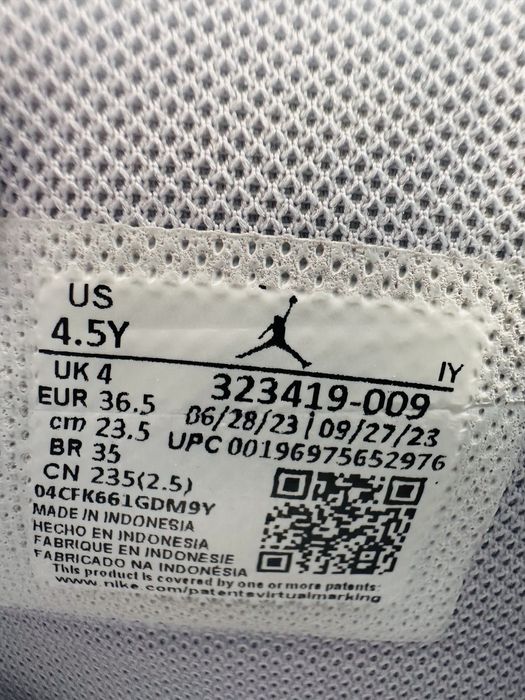 US
4.5Y
IY
UK 4
323419-009
EUR 36.5
06/28/23 | 09/27/23
cm 23.5
UPC 00196975652976
BR 35
CN 235(2.5)
04CFK661GDM9Y
MADE IN INDONESIA
HECHO EN INDONESIA
FABRIQUE EN INDONESIE
FABRICADO NA INDONÉSIA
This product is covered by one or more patents:
www.nike.com/patentsvirtualmarking